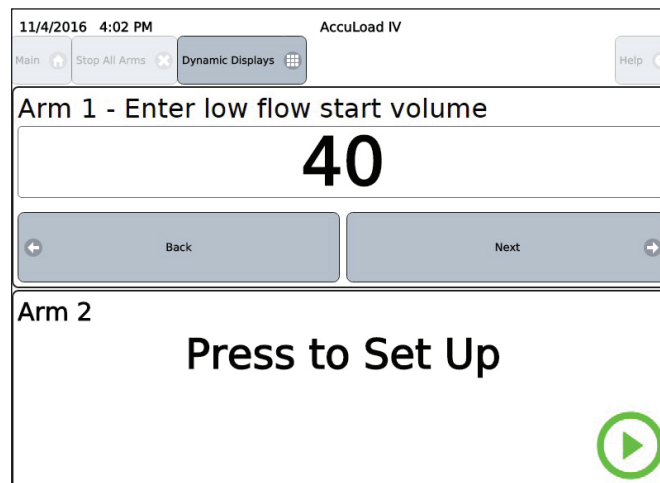 11/4/2016 4:02 PM AccuLoad IV
Main Stop All Arms Dynamic Displays Help
Arm 1 - Enter low flow start volume
40
Back Next
Arm 2
Press to Set Up